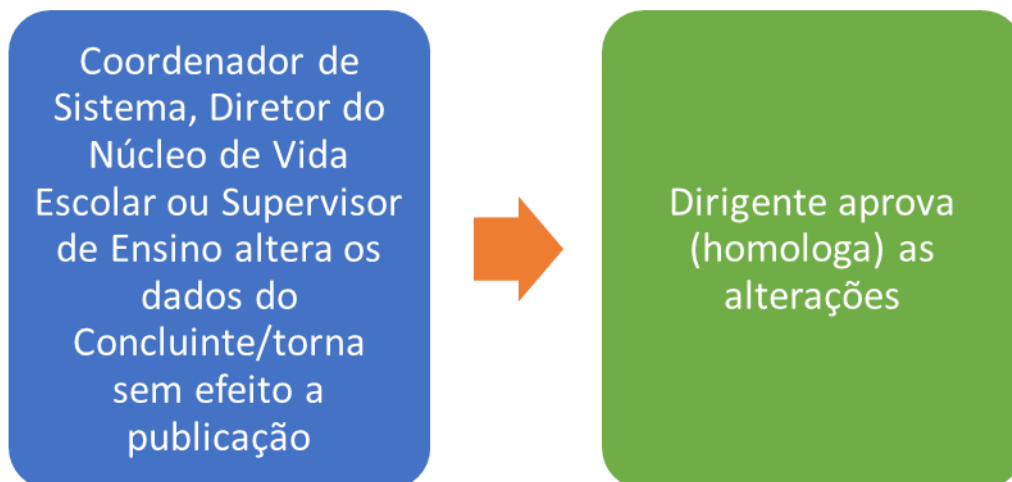 Coordenador de
Sistema, Diretor do
Núcleo de Vida
Escolar ou Supervisor
de Ensino altera os
dados do
Concluinte/torna
sem efeito a
publicação
Dirigente aprova
(homologa) as
alterações